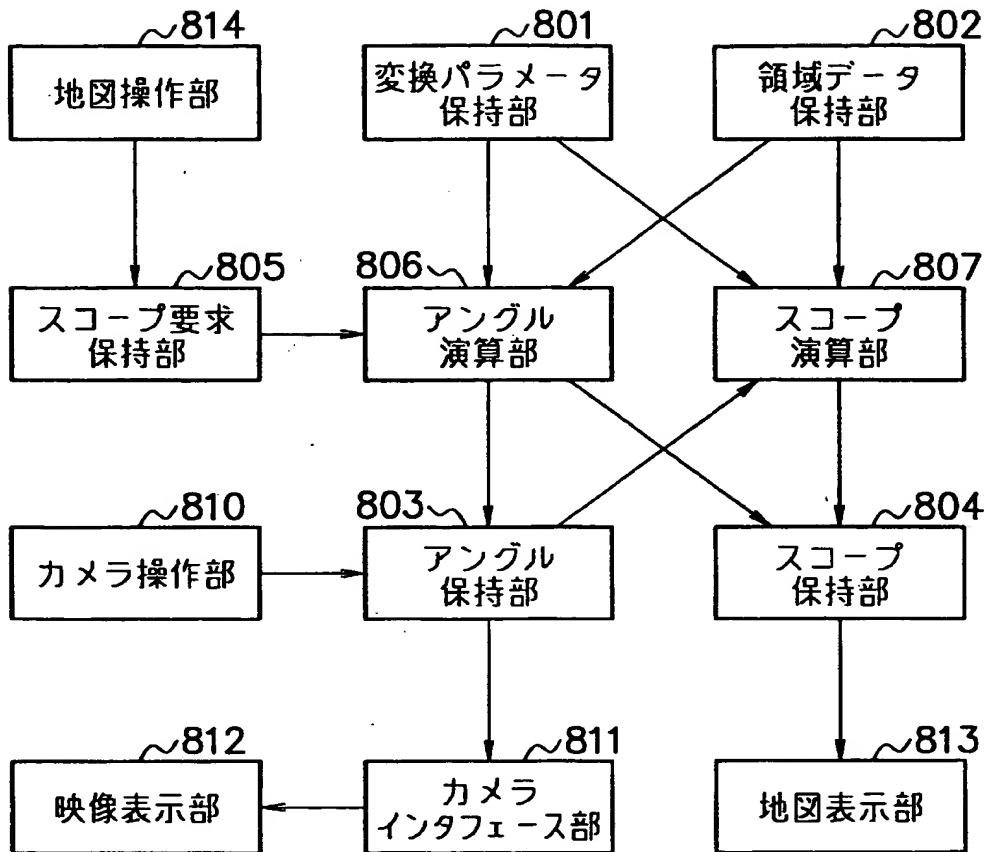 814
地図操作部
801
変換パラメータ
保持部
802
領域データ
保持部
805
スコープ要求
保持部
806
アングル
演算部
807
スコープ
演算部
810
カメラ操作部
803
アングル
保持部
804
スコープ
保持部
812
映像表示部
811
カメラ
インタフェース部
813
地図表示部